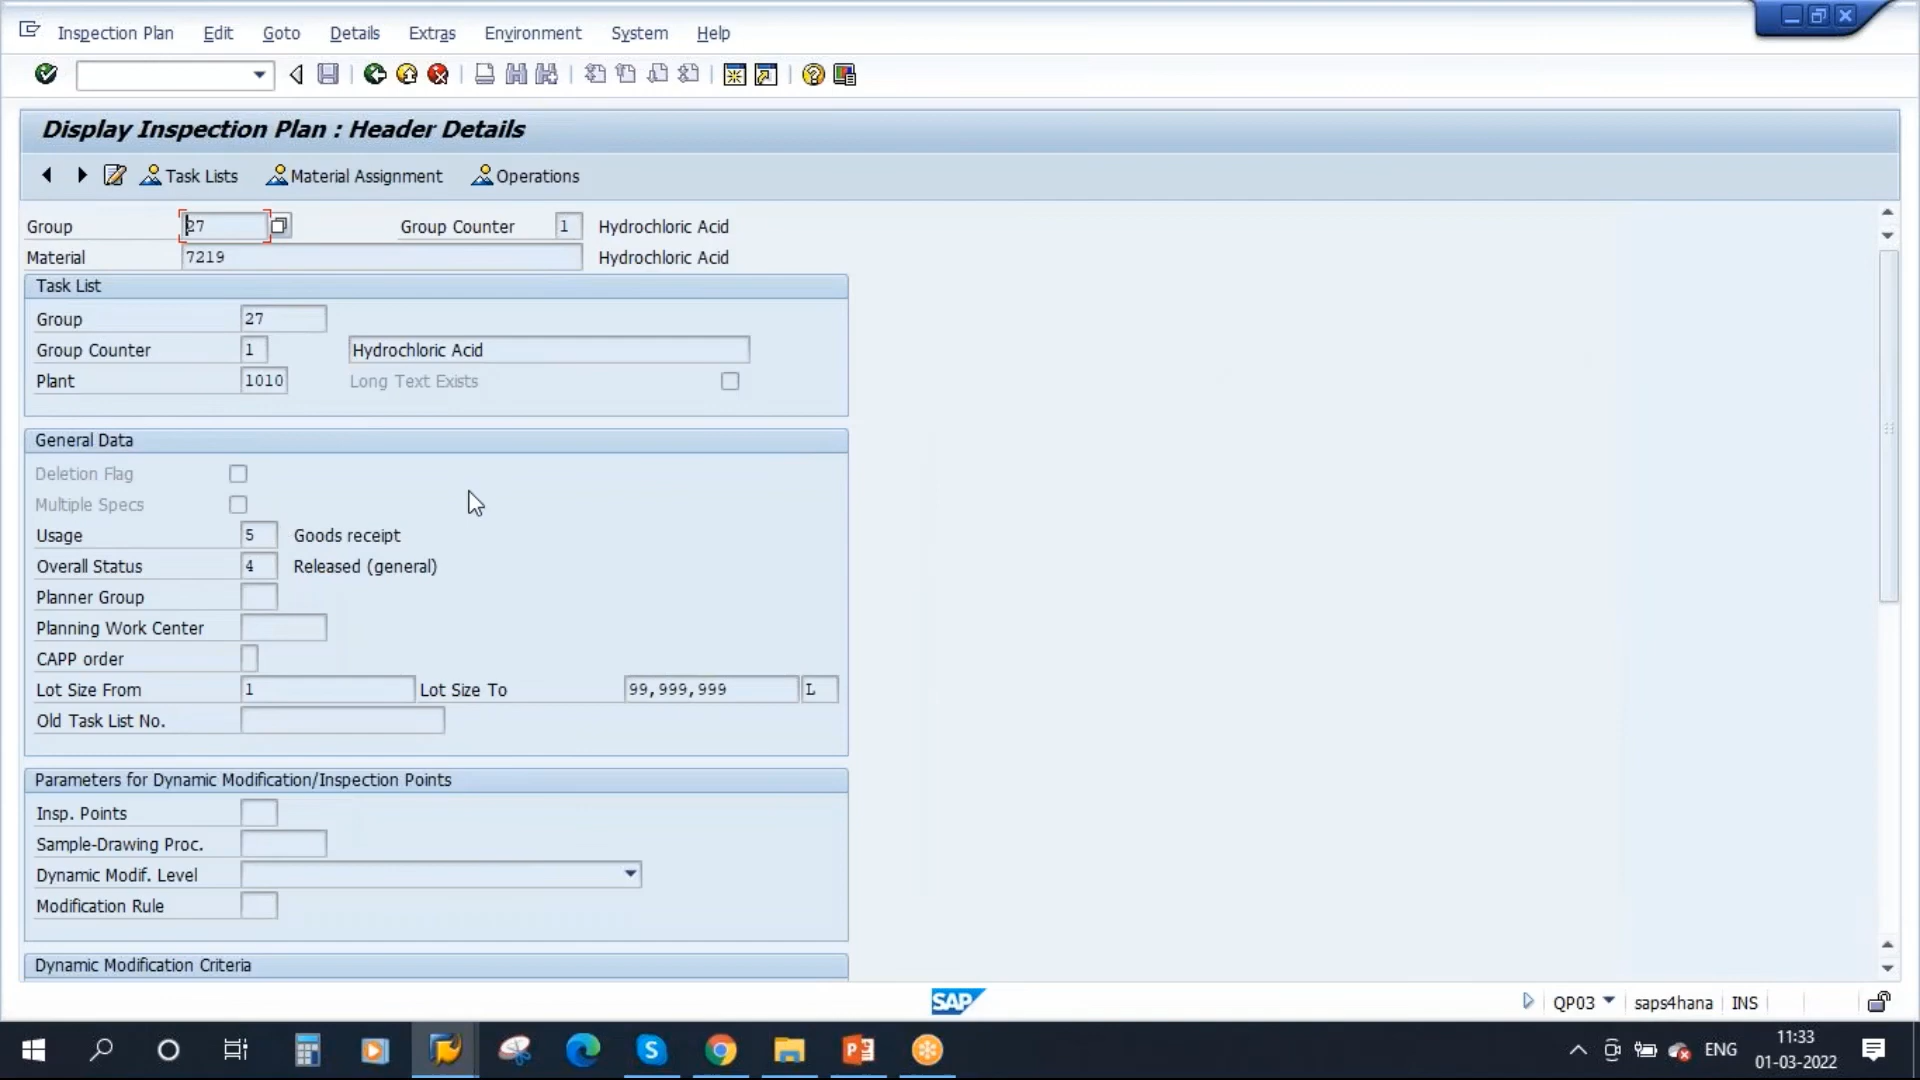 Inspection Plan Edit Goto Details Extras Environment System Help
Display Inspection Plan : Header Details
Task Lists Material Assignment Operations
Group 27 Group Counter 1 Hydrochloric Acid
Material 7219 Hydrochloric Acid
Task List
Group 27
Group Counter 1 Hydrochloric Acid
Plant 1010 Long Text Exists
General Data
Deletion Flag
Multiple Specs
Usage 5 Goods receipt
Overall Status 4 Released (general)
Planner Group
Planning Work Center
CAPP order
Lot Size From 1 Lot Size To 99,999,999 L
Old Task List No.
Parameters for Dynamic Modification/Inspection Points
Insp. Points
Sample-Drawing Proc.
Dynamic Modif. Level
Modification Rule
Dynamic Modification Criteria
SAP QP03 saps4hana INS
ENG 11:33
01-03-2022